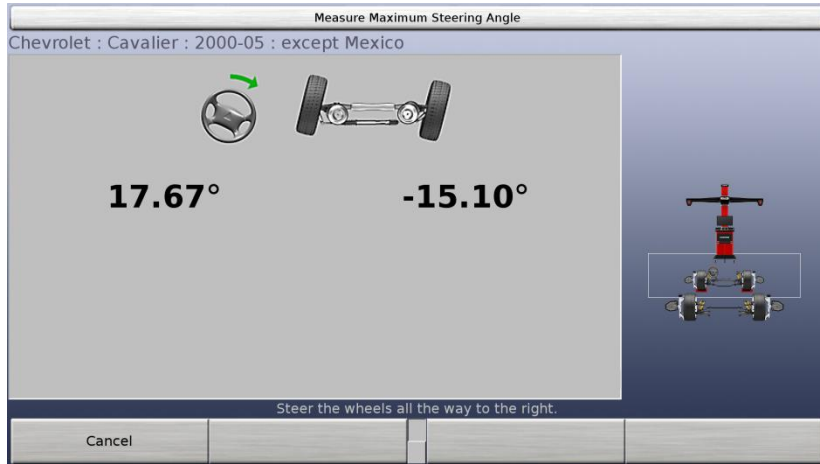 Measure Maximum Steering Angle
Chevrolet : Cavalier : 2000-05 : except Mexico
17.67° -15.10°
Steer the wheels all the way to the right.
Cancel